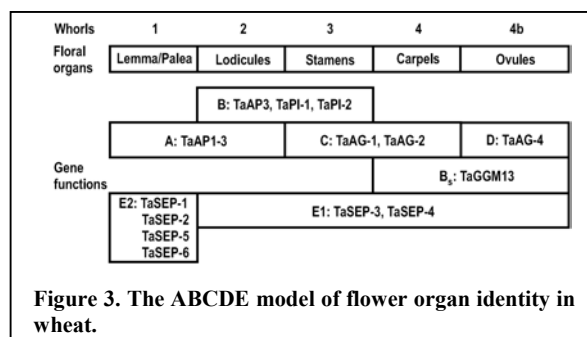 Whorls 1 2 3 4 4b
Floral organs Lemma/Palea Lodicules Stamens Carpels Ovules
B: TaAP3, TaPI-1, TaPI-2
A: TaAP1-3 C: TaAG-1, TaAG-2 D: TaAG-4
Gene functions
Bs: TaGGM13
E2: TaSEP-1 E1: TaSEP-3, TaSEP-4
TaSEP-2
TaSEP-5
TaSEP-6
Figure 3. The ABCDE model of flower organ identity in
wheat.